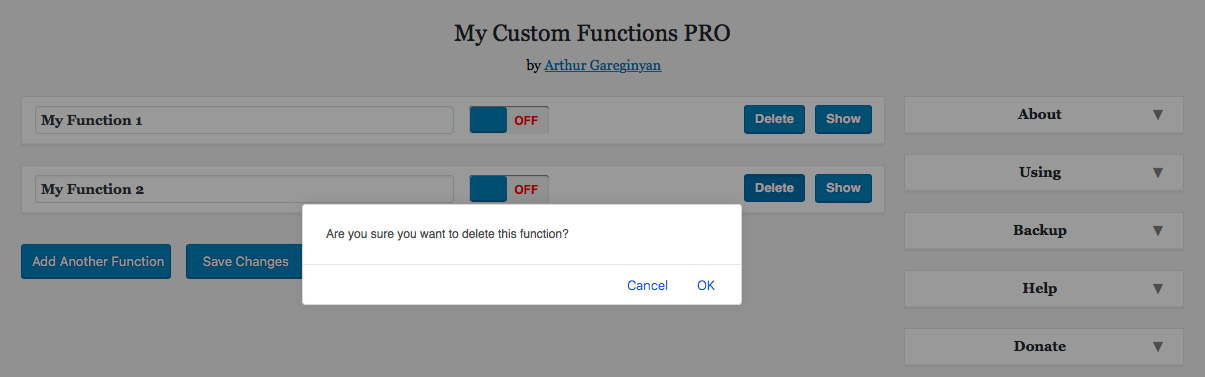 My Custom Functions PRO
by Arthur Gareginyan
My Function 1 OFF Delete Show
My Function 2 OFF Delete Show
Are you sure you want to delete this function?
Cancel OK
Add Another Function Save Changes
About
Using
Backup
Help
Donate